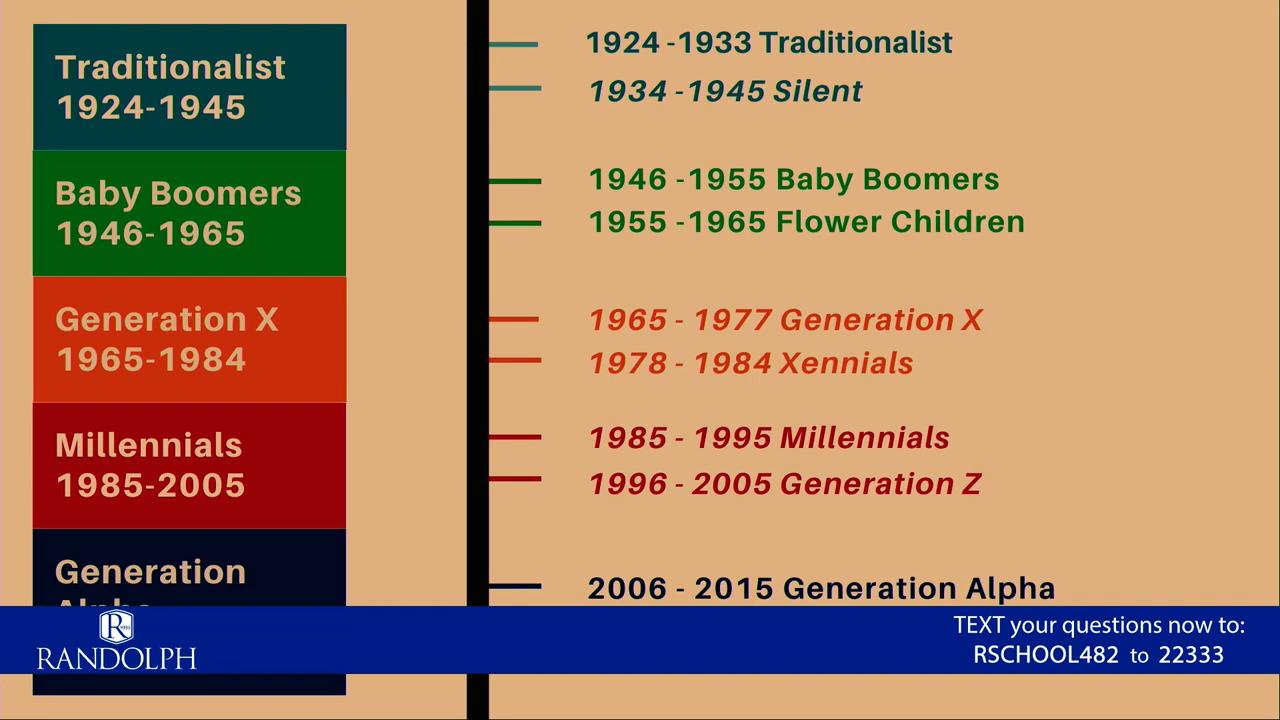 Traditionalist
1924-1945
Baby Boomers
1946-1965
Generation X
1965-1984
Millennials
1985-2005
Generation
Alpha
1924 -1933 Traditionalist
1934 -1945 Silent
1946 -1955 Baby Boomers
1955 -1965 Flower Children
1965 - 1977 Generation X
1978 - 1984 Xennials
1985 - 1995 Millennials
1996 - 2005 Generation Z
2006 - 2015 Generation Alpha
R
RANDOLPH
TEXT your questions now to:
RSCHOOL482 to 22333